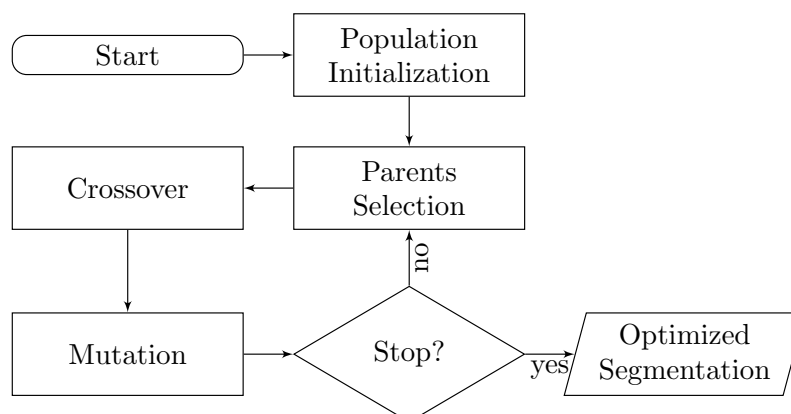 Start
Population
Initialization
Crossover
Parents
Selection
no
Mutation
Stop?
yes
Optimized
Segmentation